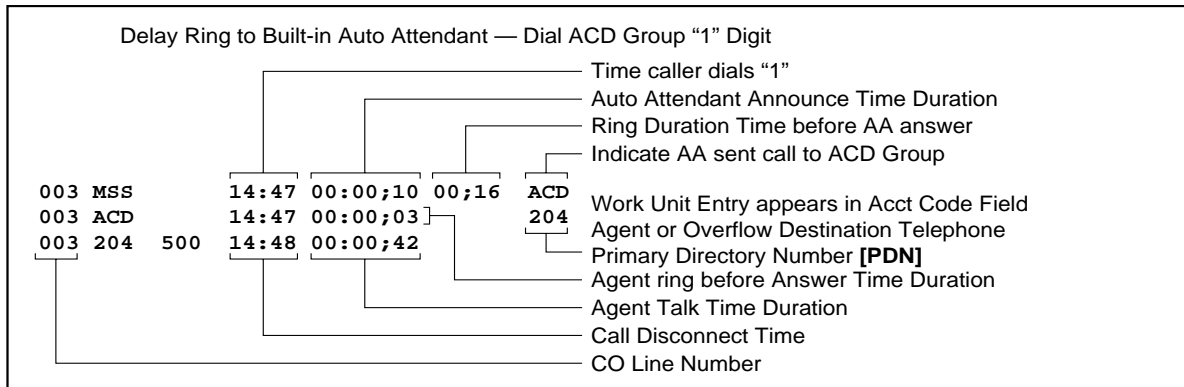 Delay Ring to Built-in Auto Attendant — Dial ACD Group “1” Digit
Time caller dials “1”
Auto Attendant Announce Time Duration
Ring Duration Time before AA answer
Indicate AA sent call to ACD Group
003 MSS 14:47 00:00;10 00;16 ACD
003 ACD 14:47 00:00;03 204
003 204 500 14:48 00:00;42
Work Unit Entry appears in Acct Code Field
Agent or Overflow Destination Telephone
Primary Directory Number [PDN]
Agent ring before Answer Time Duration
Agent Talk Time Duration
Call Disconnect Time
CO Line Number